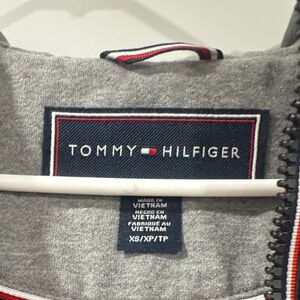 TOMMY HILFIGER
MADE IN
VIETNAM
HECHO EN
VIETNAM
FABRIQUÉ AU
VIETNAM
XS/XP/TP